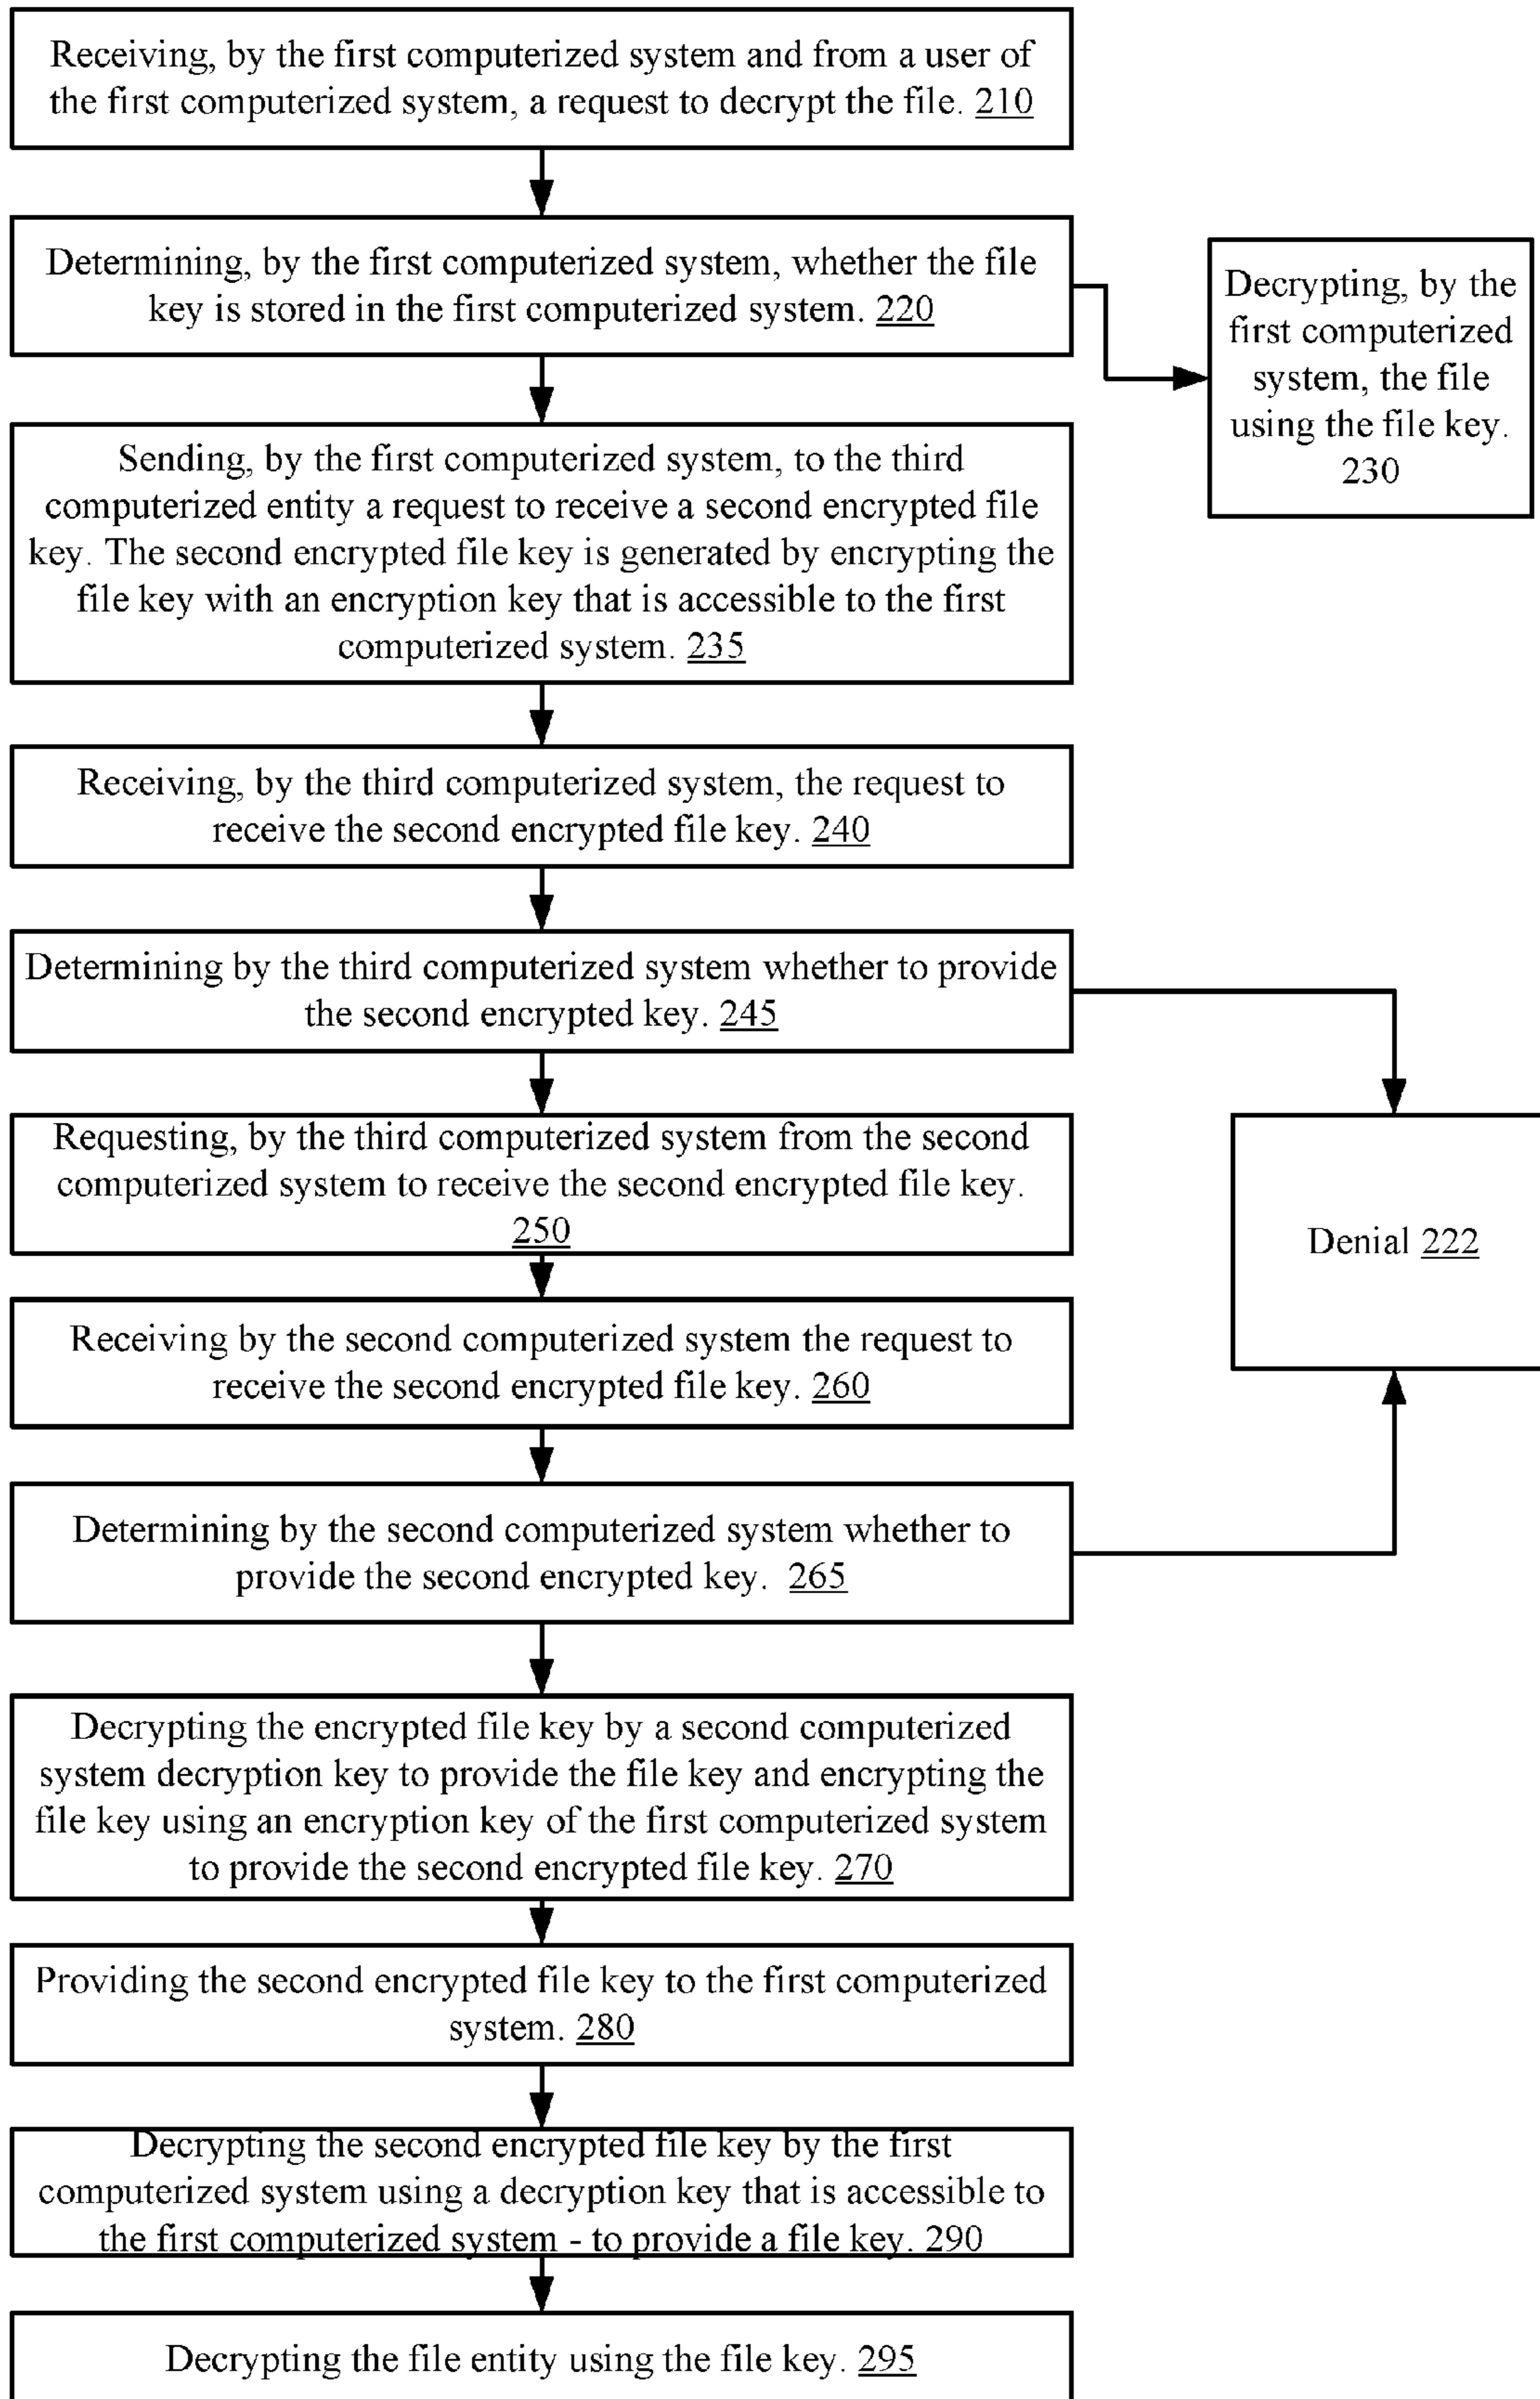 Receiving, by the first computerized system and from a user of
the first computerized system, a request to decrypt the file. 210
Determining, by the first computerized system, whether the file
key is stored in the first computerized system. 220
Decrypting, by the
first computerized
system, the file
using the file key.
230
Sending, by the first computerized system, to the third
computerized entity a request to receive a second encrypted file
key. The second encrypted file key is generated by encrypting the
file key with an encryption key that is accessible to the first
computerized system. 235
Receiving, by the third computerized system, the request to
receive the second encrypted file key. 240
Determining by the third computerized system whether to provide
the second encrypted key. 245
Requesting, by the third computerized system from the second
computerized system to receive the second encrypted file key.
250
Denial 222
Receiving by the second computerized system the request to
receive the second encrypted file key. 260
Determining by the second computerized system whether to
provide the second encrypted key. 265
Decrypting the encrypted file key by a second computerized
system decryption key to provide the file key and encrypting the
file key using an encryption key of the first computerized system
to provide the second encrypted file key. 270
Providing the second encrypted file key to the first computerized
system. 280
Decrypting the second encrypted file key by the first
computerized system using a decryption key that is accessible to
the first computerized system - to provide a file key. 290
Decrypting the file entity using the file key. 295